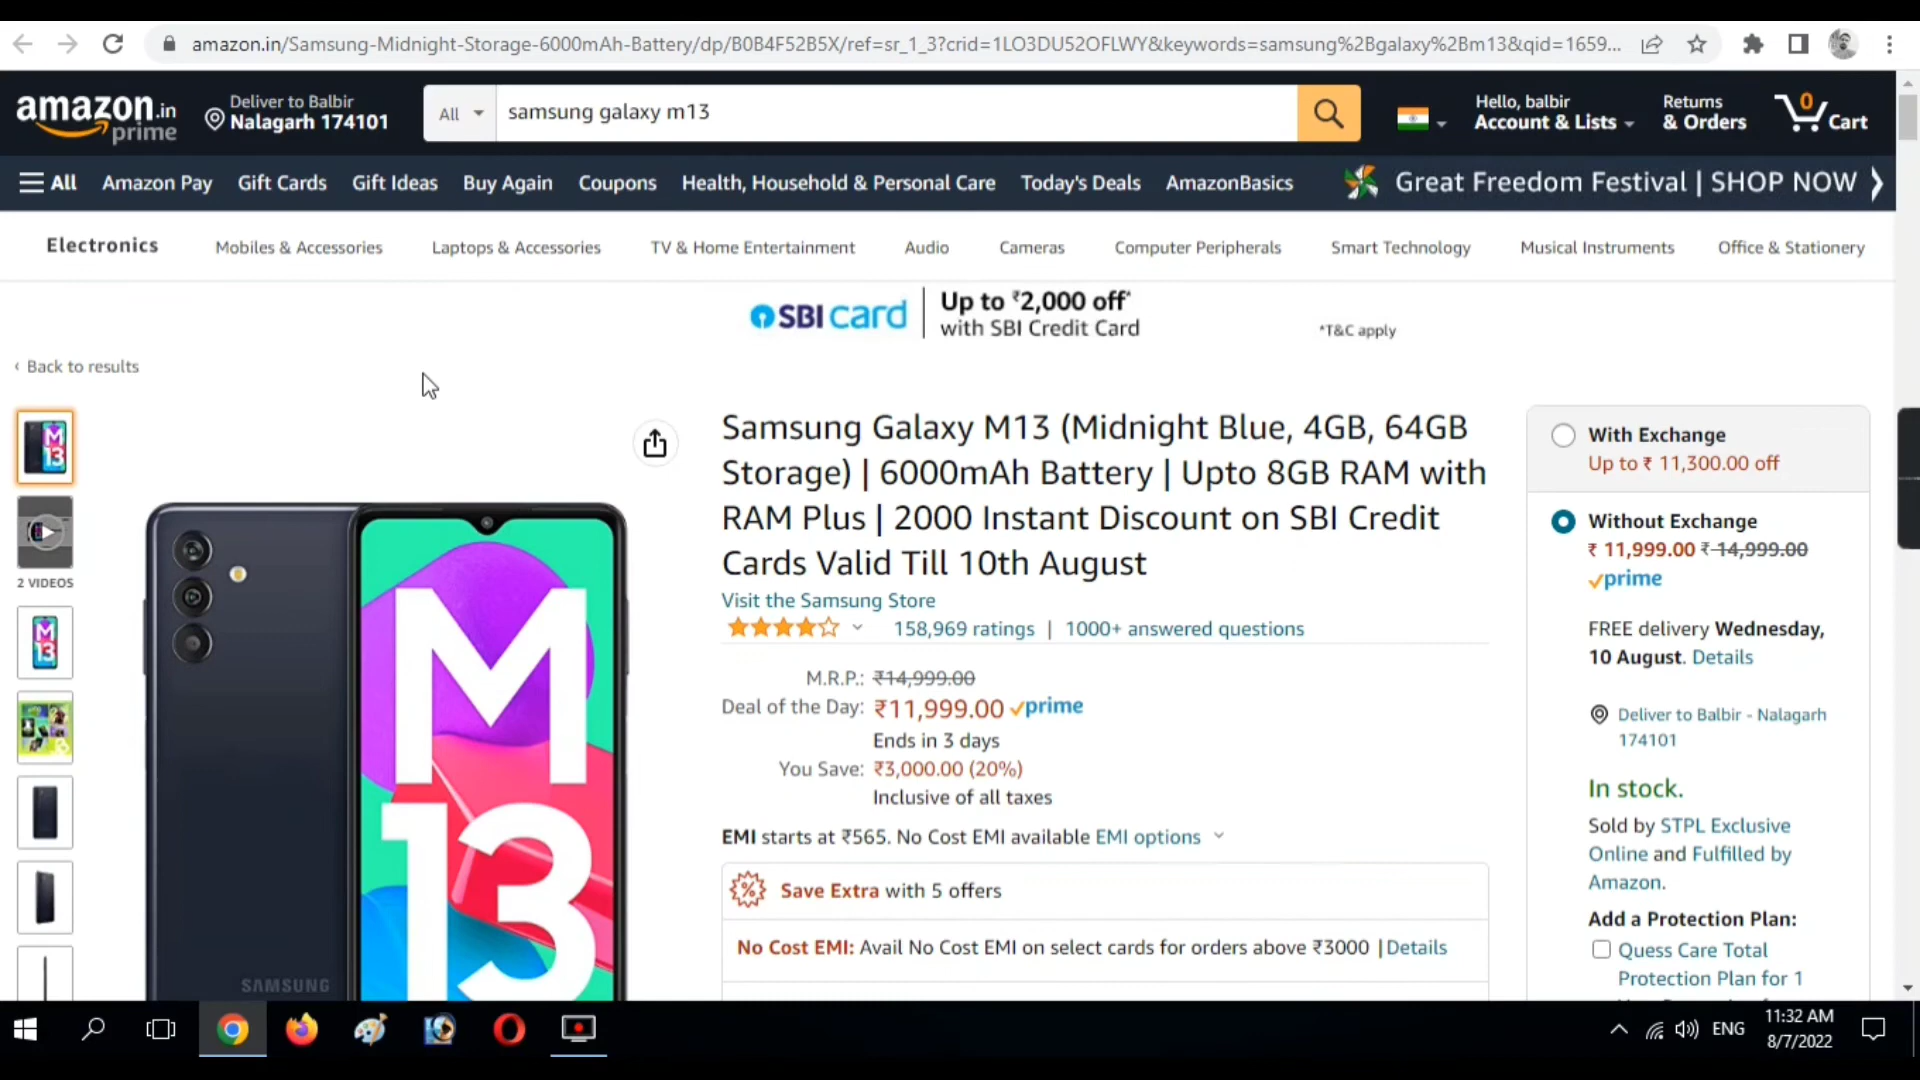 amazon.in/Samsung-Midnight-Storage-6000mAh-Battery/dp/B0B4F52B5X/ref=sr_1_3?crid=1LO3DU52OFLWY&keywords=samsung%2Bgalaxy%2Bm13&qid=1659...
amazon.in
prime
Deliver to Balbir
Nalagarh 174101
All
samsung galaxy m13
Hello, balbir
Account & Lists
Returns
& Orders
0
Cart
All
Amazon Pay
Gift Cards
Gift Ideas
Buy Again
Coupons
Health, Household & Personal Care
Today's Deals
AmazonBasics
Great Freedom Festival | SHOP NOW
Electronics
Mobiles & Accessories
Laptops & Accessories
TV & Home Entertainment
Audio
Cameras
Computer Peripherals
Smart Technology
Musical Instruments
Office & Stationery
SBI card
Up to ₹2,000 off*
with SBI Credit Card
*T&C apply
‹ Back to results
M
13
2 VIDEOS
M
13
M
13
SAMSUNG
Samsung Galaxy M13 (Midnight Blue, 4GB, 64GB
Storage) | 6000mAh Battery | Upto 8GB RAM with
RAM Plus | 2000 Instant Discount on SBI Credit
Cards Valid Till 10th August
Visit the Samsung Store
158,969 ratings | 1000+ answered questions
M.R.P.: ₹14,999.00
Deal of the Day: ₹11,999.00 prime
Ends in 3 days
You Save: ₹3,000.00 (20%)
Inclusive of all taxes
EMI starts at ₹565. No Cost EMI available EMI options
% Save Extra with 5 offers
No Cost EMI: Avail No Cost EMI on select cards for orders above ₹3000 | Details
With Exchange
Up to ₹ 11,300.00 off
Without Exchange
₹ 11,999.00 ₹ 14,999.00
prime
FREE delivery Wednesday,
10 August. Details
Deliver to Balbir - Nalagarh
174101
In stock.
Sold by STPL Exclusive
Online and Fulfilled by
Amazon.
Add a Protection Plan:
Quess Care Total
Protection Plan for 1
ENG
11:32 AM
8/7/2022